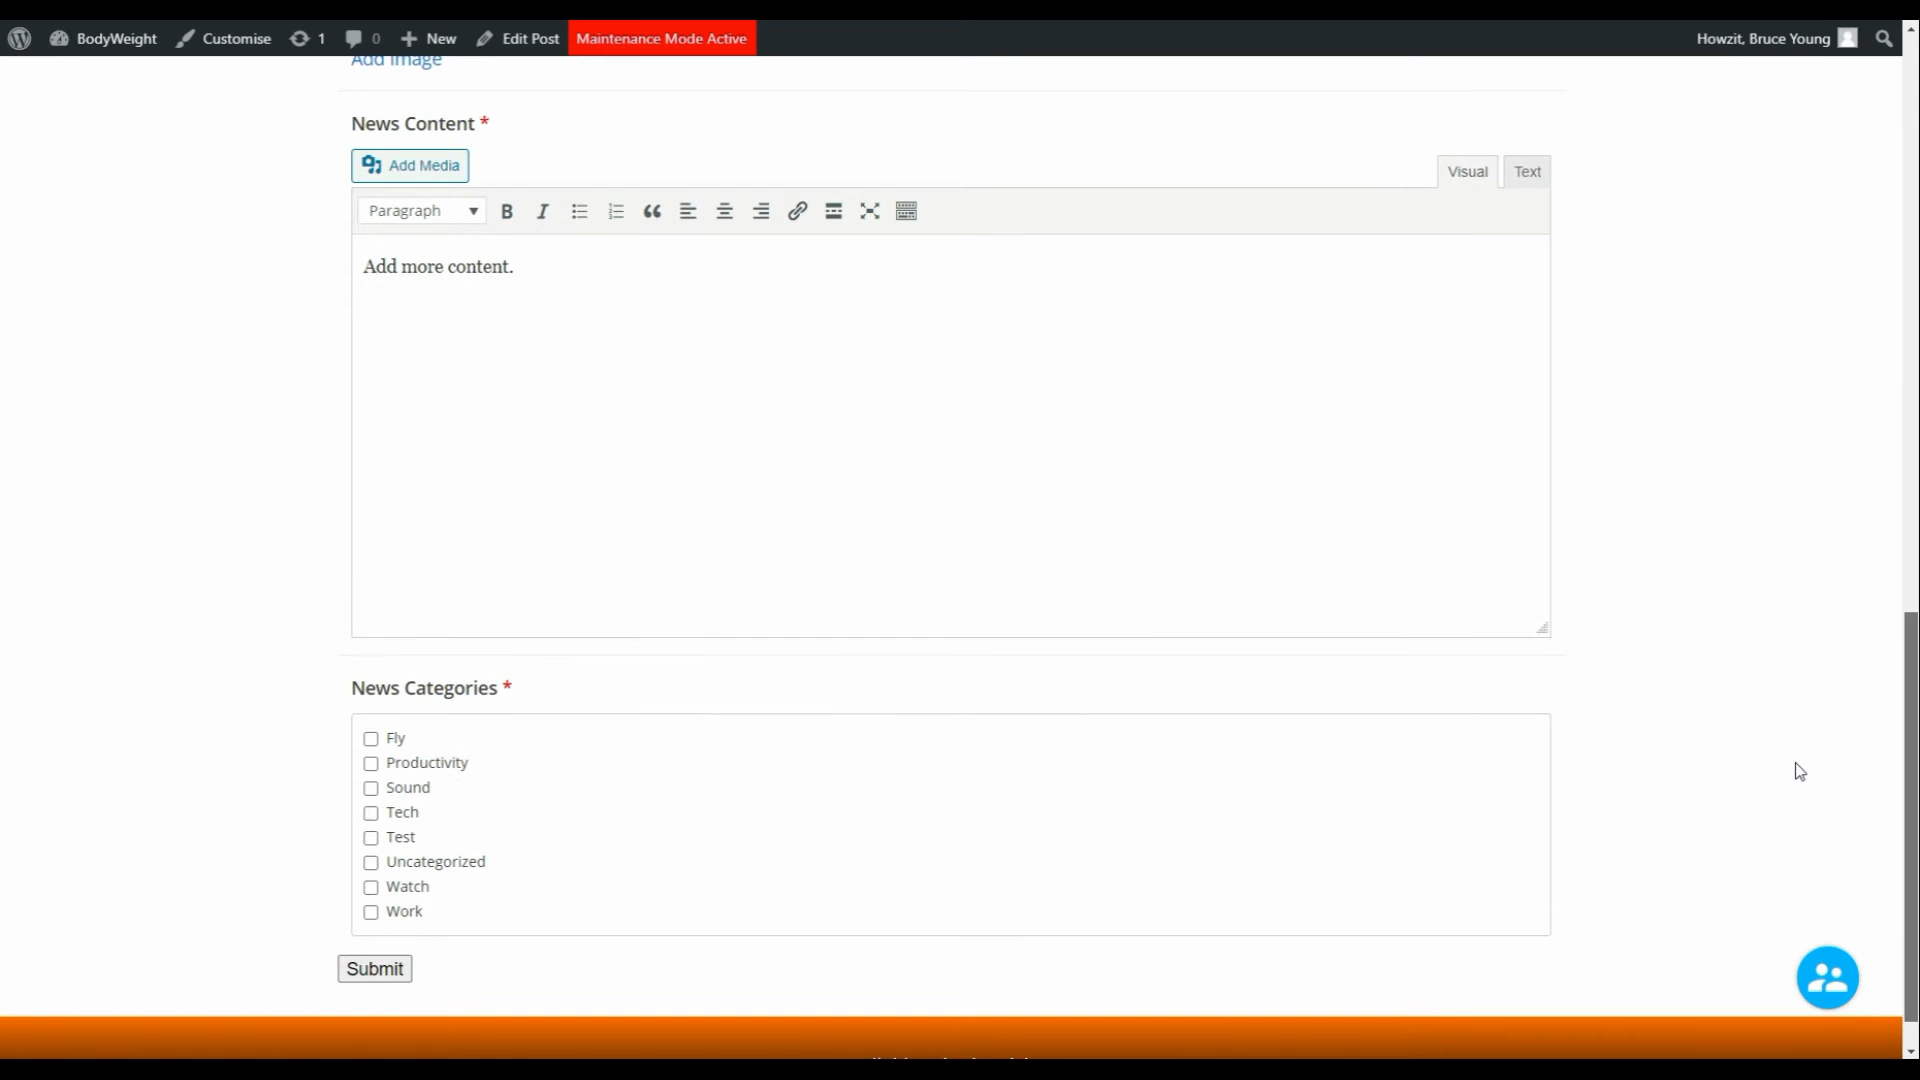 BodyWeight Customise 1 0 New Edit Post Maintenance Mode Active Howzit, Bruce Young
Add Image
News Content *
Add Media
Visual Text
Paragraph
Add more content.
News Categories *
Fly
Productivity
Sound
Tech
Test
Uncategorized
Watch
Work
Submit